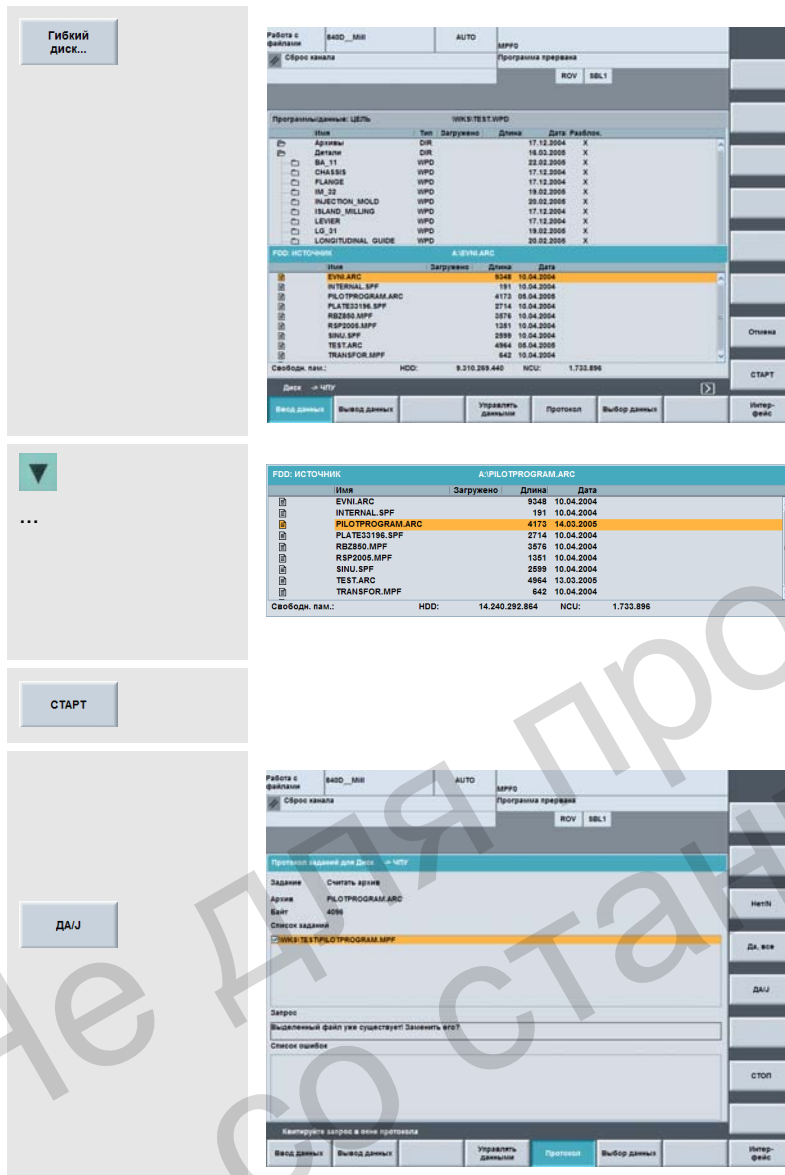 Гибкий
диск...
Работа с
файлами
840D__Mill
AUTO
MPF0
Сброс канала
Программа прервана
ROV SBL1
Программы/данные: ЦЕЛЬ \WKS\TEST.WPD
Имя Тип Загружено Длина Дата Разблок.
Архивы DIR 17.12.2004 X
Детали DIR 16.03.2005 X
BA_11 WPD 22.02.2005 X
CHASSIS WPD 17.12.2004 X
FLANGE WPD 17.12.2004 X
IM_32 WPD 19.02.2005 X
INJECTION_MOLD WPD 20.02.2005 X
ISLAND_MILLING WPD 17.12.2004 X
LEVIER WPD 17.12.2004 X
LG_31 WPD 19.02.2005 X
LONGITUDINAL_GUIDE WPD 20.02.2005 X
FDD: ИСТОЧНИК A:\EVNI.ARC
Имя Загружено Длина Дата
EVNI.ARC 9348 10.04.2004
INTERNAL.SPF 191 10.04.2004
PILOTPROGRAM.ARC 4173 05.04.2005
PLATE33196.SPF 2714 10.04.2004
RBZ850.MPF 3576 10.04.2004
RSP2005.MPF 1351 10.04.2004
SINU.SPF 2599 10.04.2004
TEST.ARC 4964 05.04.2005
TRANSFOR.MPF 642 10.04.2004
Свободн. пам.: HDD: 9.310.269.440 NCU: 1.733.896
Диск -> ЧПУ
Отмена
СТАРТ
Ввод данных
Вывод данных
Управлять
данными
Протокол
Выбор данных
Интер-
фейс
...
FDD: ИСТОЧНИК A:\PILOTPROGRAM.ARC
Имя Загружено Длина Дата
EVNI.ARC 9348 10.04.2004
INTERNAL.SPF 191 10.04.2004
PILOTPROGRAM.ARC 4173 14.03.2005
PLATE33196.SPF 2714 10.04.2004
RBZ850.MPF 3576 10.04.2004
RSP2005.MPF 1351 10.04.2004
SINU.SPF 2599 10.04.2004
TEST.ARC 4964 13.03.2005
TRANSFOR.MPF 642 10.04.2004
Свободн. пам.: HDD: 14.240.292.864 NCU: 1.733.896
СТАРТ
Работа с
файлами
840D__Mill
AUTO
MPF0
Сброс канала
Программа прервана
ROV SBL1
Протокол заданий для Диск -> ЧПУ
Задание Считать архив
Архив PILOTPROGRAM.ARC
Байт 4096
Список заданий
\WKS\TEST\PILOTPROGRAM.MPF
Запрос
Выделенный файл уже существует! Заменить его?
Список ошибок
Квитируйте запрос в окне протокола
Нет/N
Да, все
ДА/J
СТОП
Ввод данных
Вывод данных
Управлять
данными
Протокол
Выбор данных
Интер-
фейс
ДА/J
Не для про
со стан